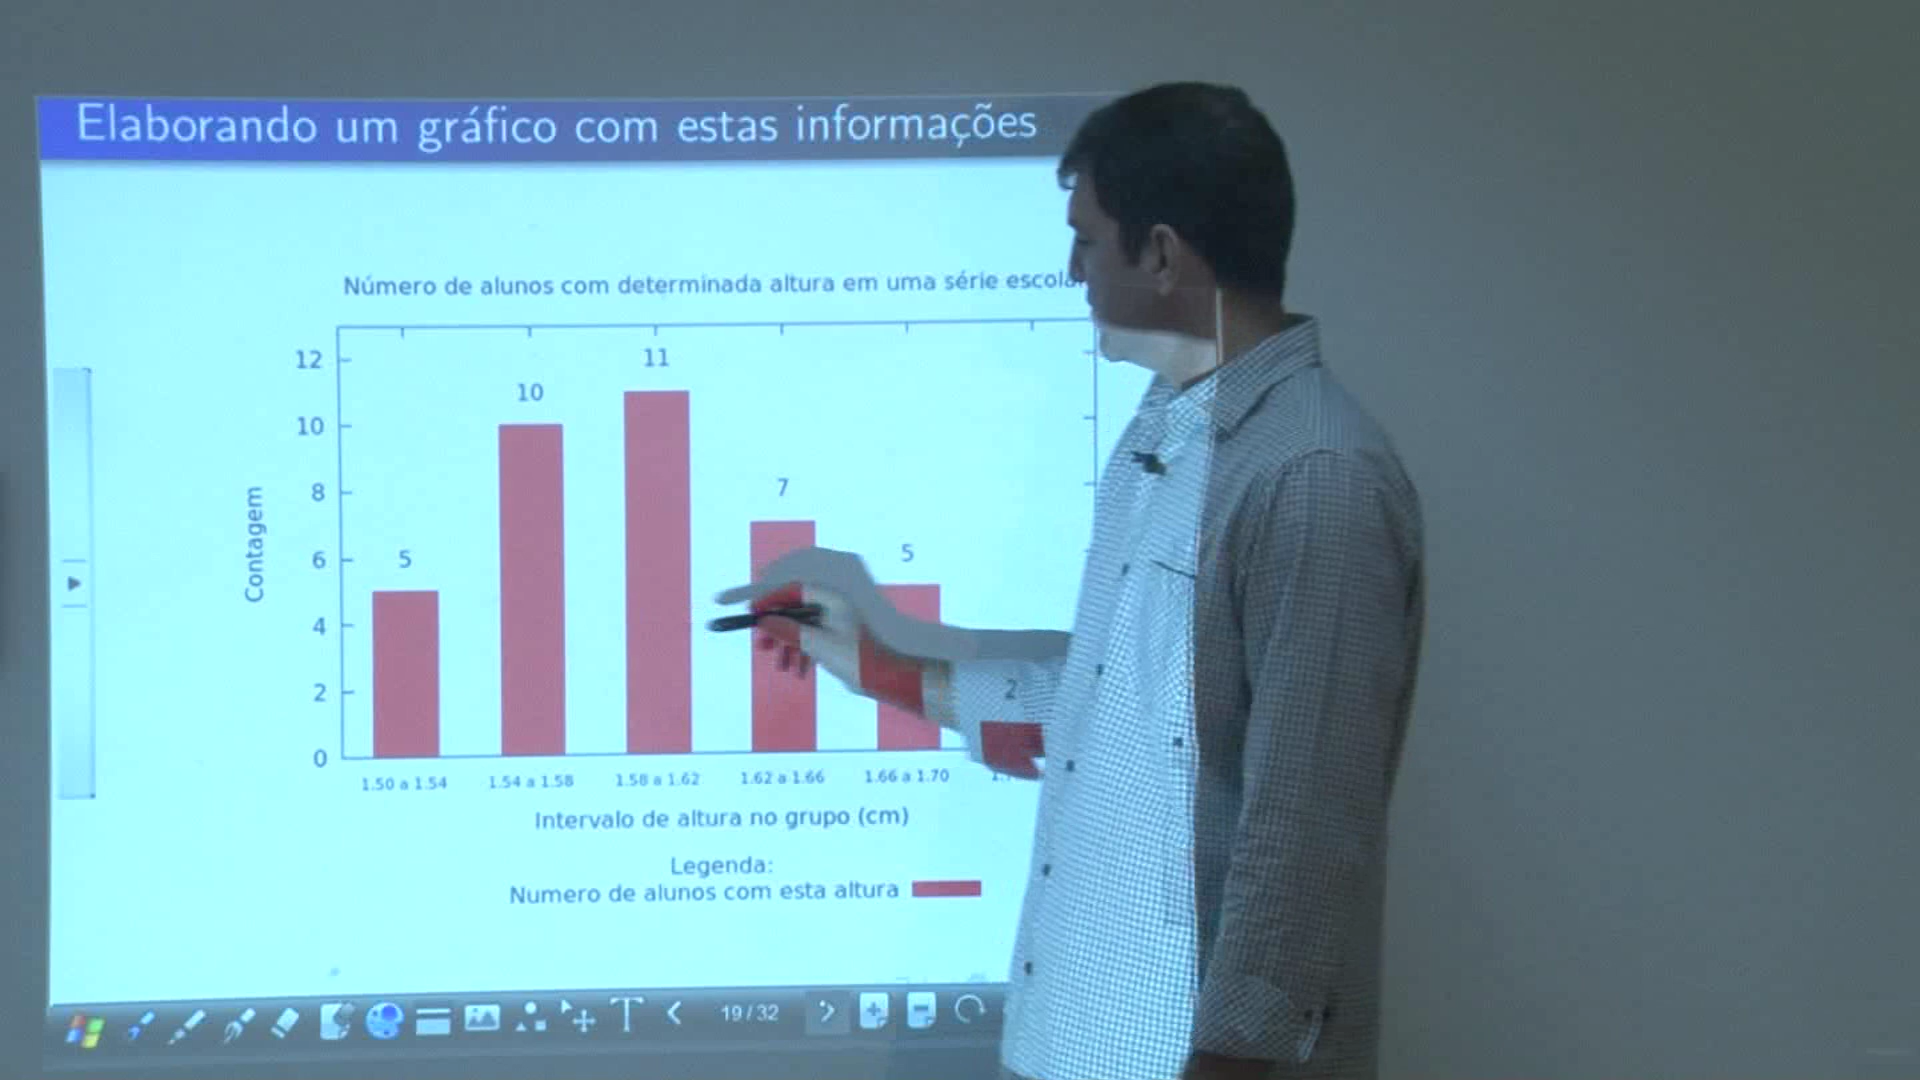 Elaborando um gráfico com estas informações
Número de alunos com determinada altura em uma série
12
10
8
6
4
2
0
Contagem
5
10
11
7
5
2
1.50 a 1.54
1.54 a 1.58
1.58 a 1.62
1.62 a 1.66
1.66 a 1.70
Intervalo de altura no grupo (cm)
Legenda:
Numero de alunos com esta altura
19/32